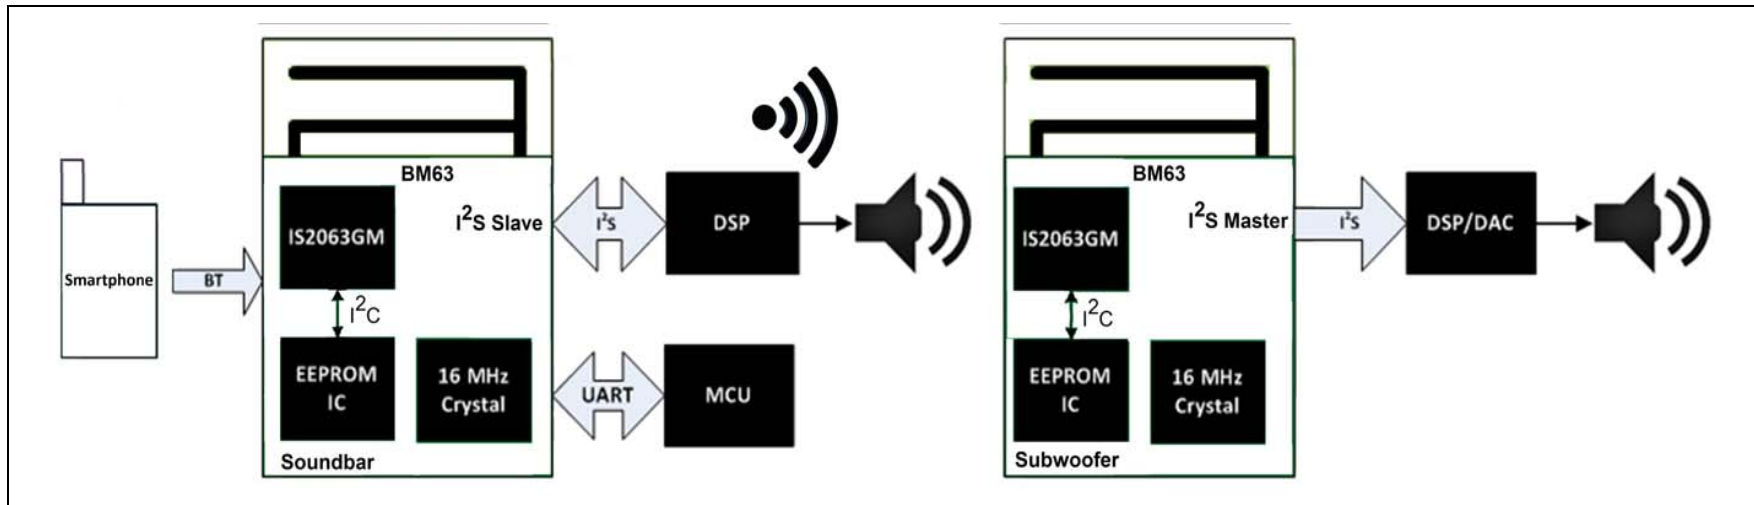 Smartphone
BT
BM63
IS2063GM
I²S Slave
I²C
EEPROM
IC
16 MHz
Crystal
Soundbar
I²S
DSP
UART
MCU
BM63
IS2063GM
I²S Master
I²C
EEPROM
IC
16 MHz
Crystal
Subwoofer
I²S
DSP/DAC